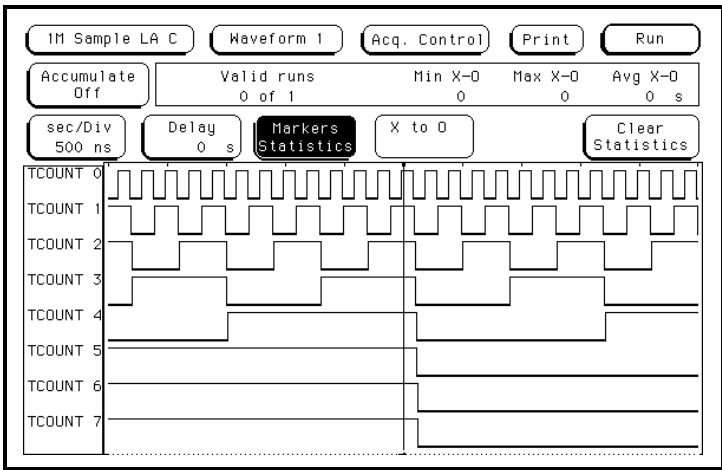 1M Sample LA C Waveform 1 Acq. Control Print Run
Accumulate Off
Valid runs Min X-O Max X-O Avg X-O
0 of 1 0 0 0 s
sec/Div 500 ns
Delay 0 s
Markers Statistics
X to O
Clear Statistics
TCOUNT 0
TCOUNT 1
TCOUNT 2
TCOUNT 3
TCOUNT 4
TCOUNT 5
TCOUNT 6
TCOUNT 7